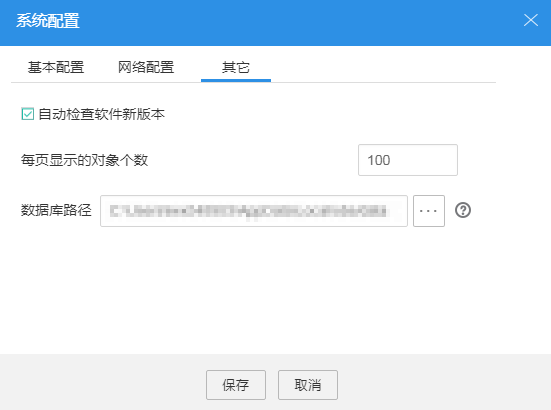 系统配置
基本配置 网络配置 其它
自动检查软件新版本
每页显示的对象个数 100
数据库路径 ...
保存 取消